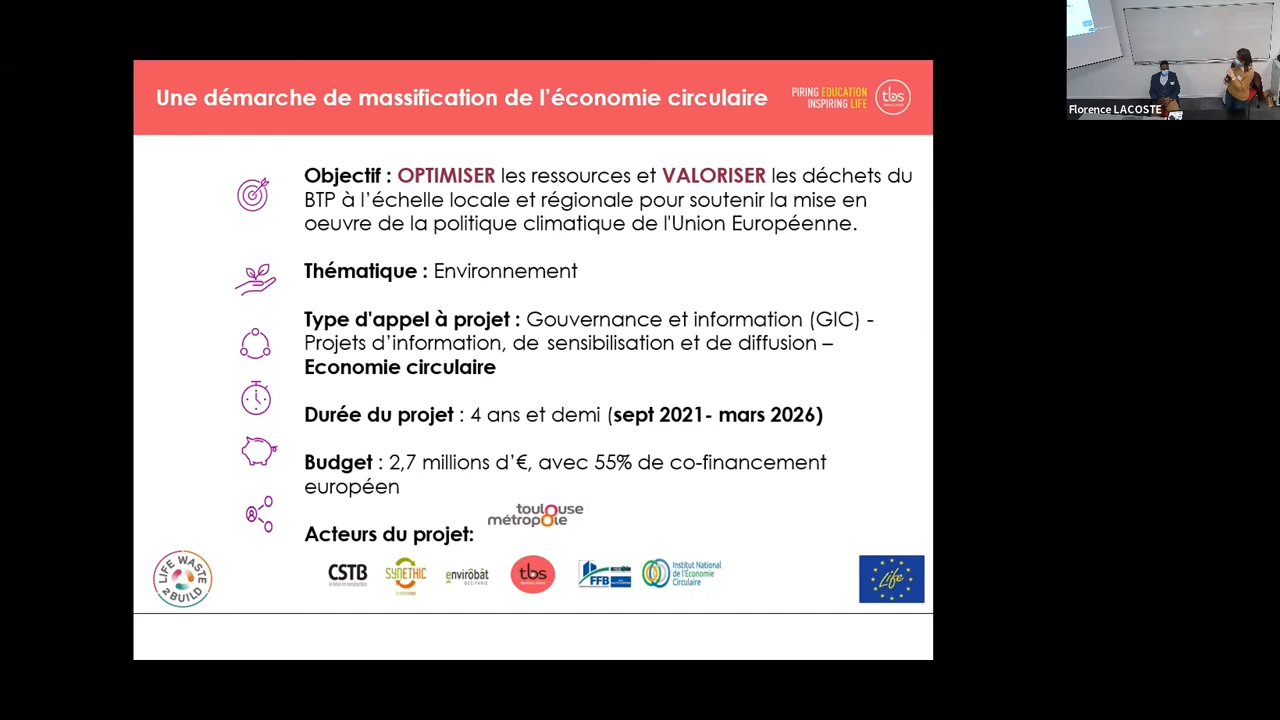 Une démarche de massification de l'économie circulaire
PIRING EDUCATION
INSPIRING LIFE
tbs
Florence LACOSTE
Objectif : OPTIMISER les ressources et VALORISER les déchets du
BTP à l'échelle locale et régionale pour soutenir la mise en
oeuvre de la politique climatique de l'Union Européenne.
Thématique : Environnement
Type d'appel à projet : Gouvernance et information (GIC) -
Projets d'information, de sensibilisation et de diffusion –
Economie circulaire
Durée du projet : 4 ans et demi (sept 2021- mars 2026)
Budget : 2,7 millions d'€, avec 55% de co-financement
européen
toulouse
métropole
Acteurs du projet:
LIFE WASTE
2 BUILD
CSTB
SYNETHIC
envirobat
OCCITANIE
tbs
FFB
Institut National
de l'Économie
Circulaire
Life